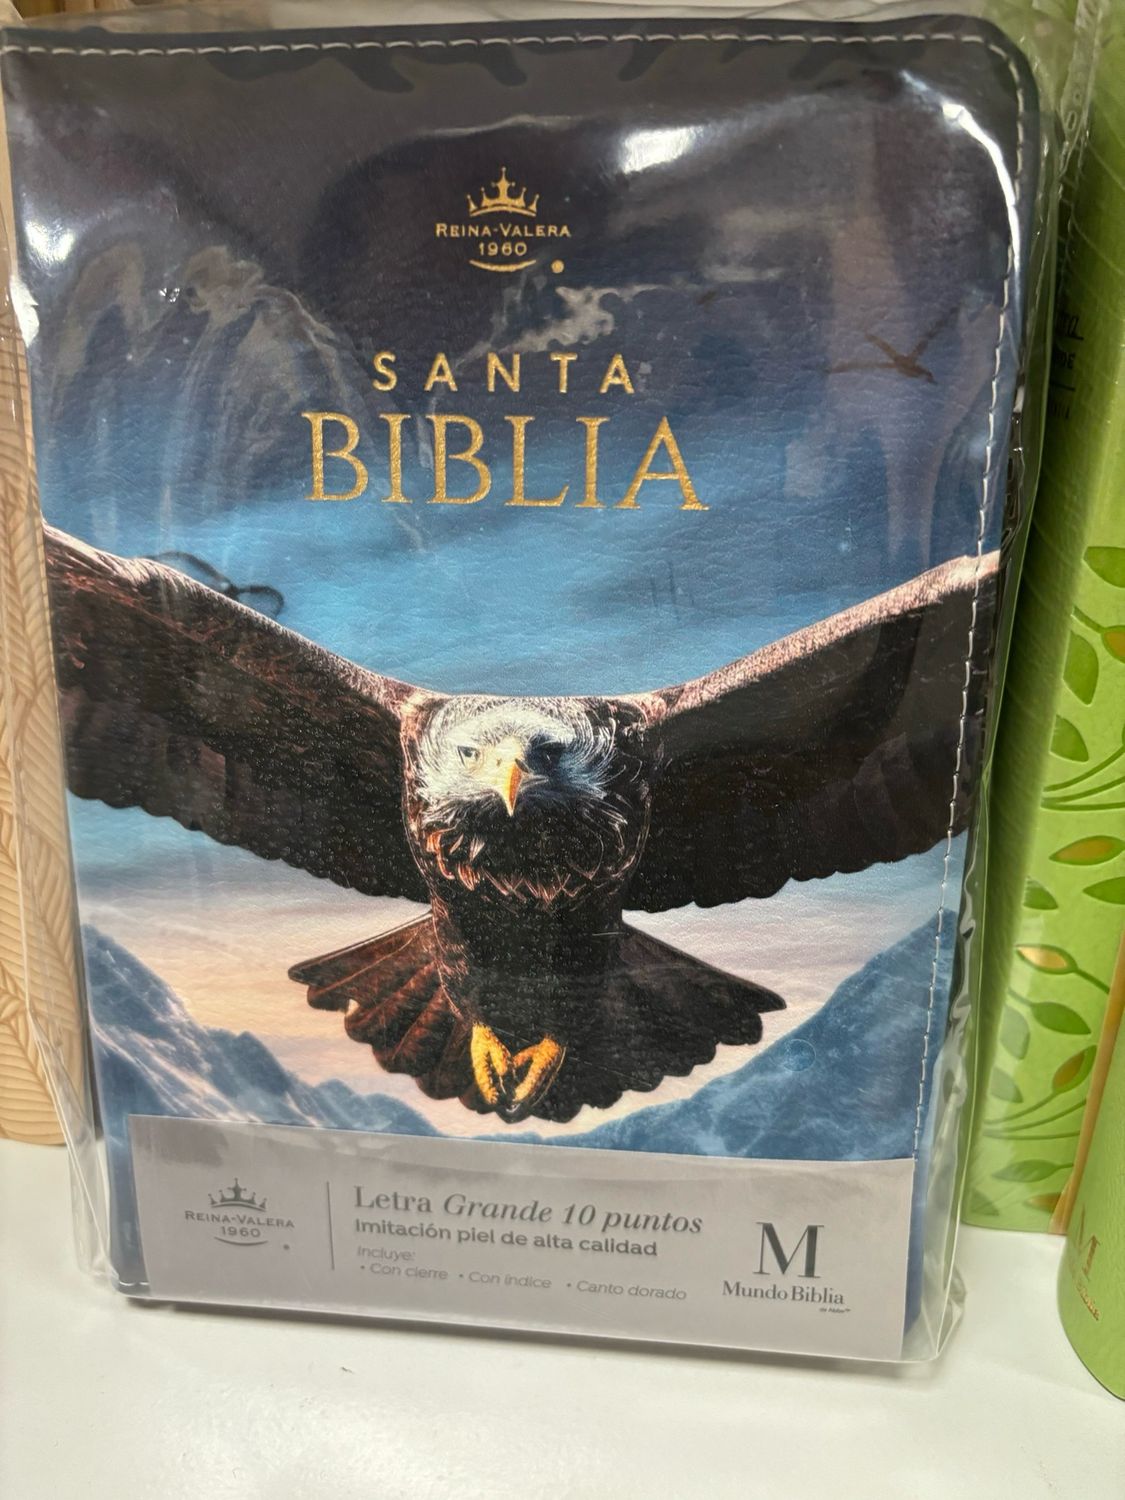 REINA-VALERA
1960
SANTA
BIBLIA
REINA-VALERA
1960
Letra Grande 10 puntos
Imitación piel de alta calidad
Incluye:
• Con cierre • Con índice • Canto dorado
M
Mundo Biblia